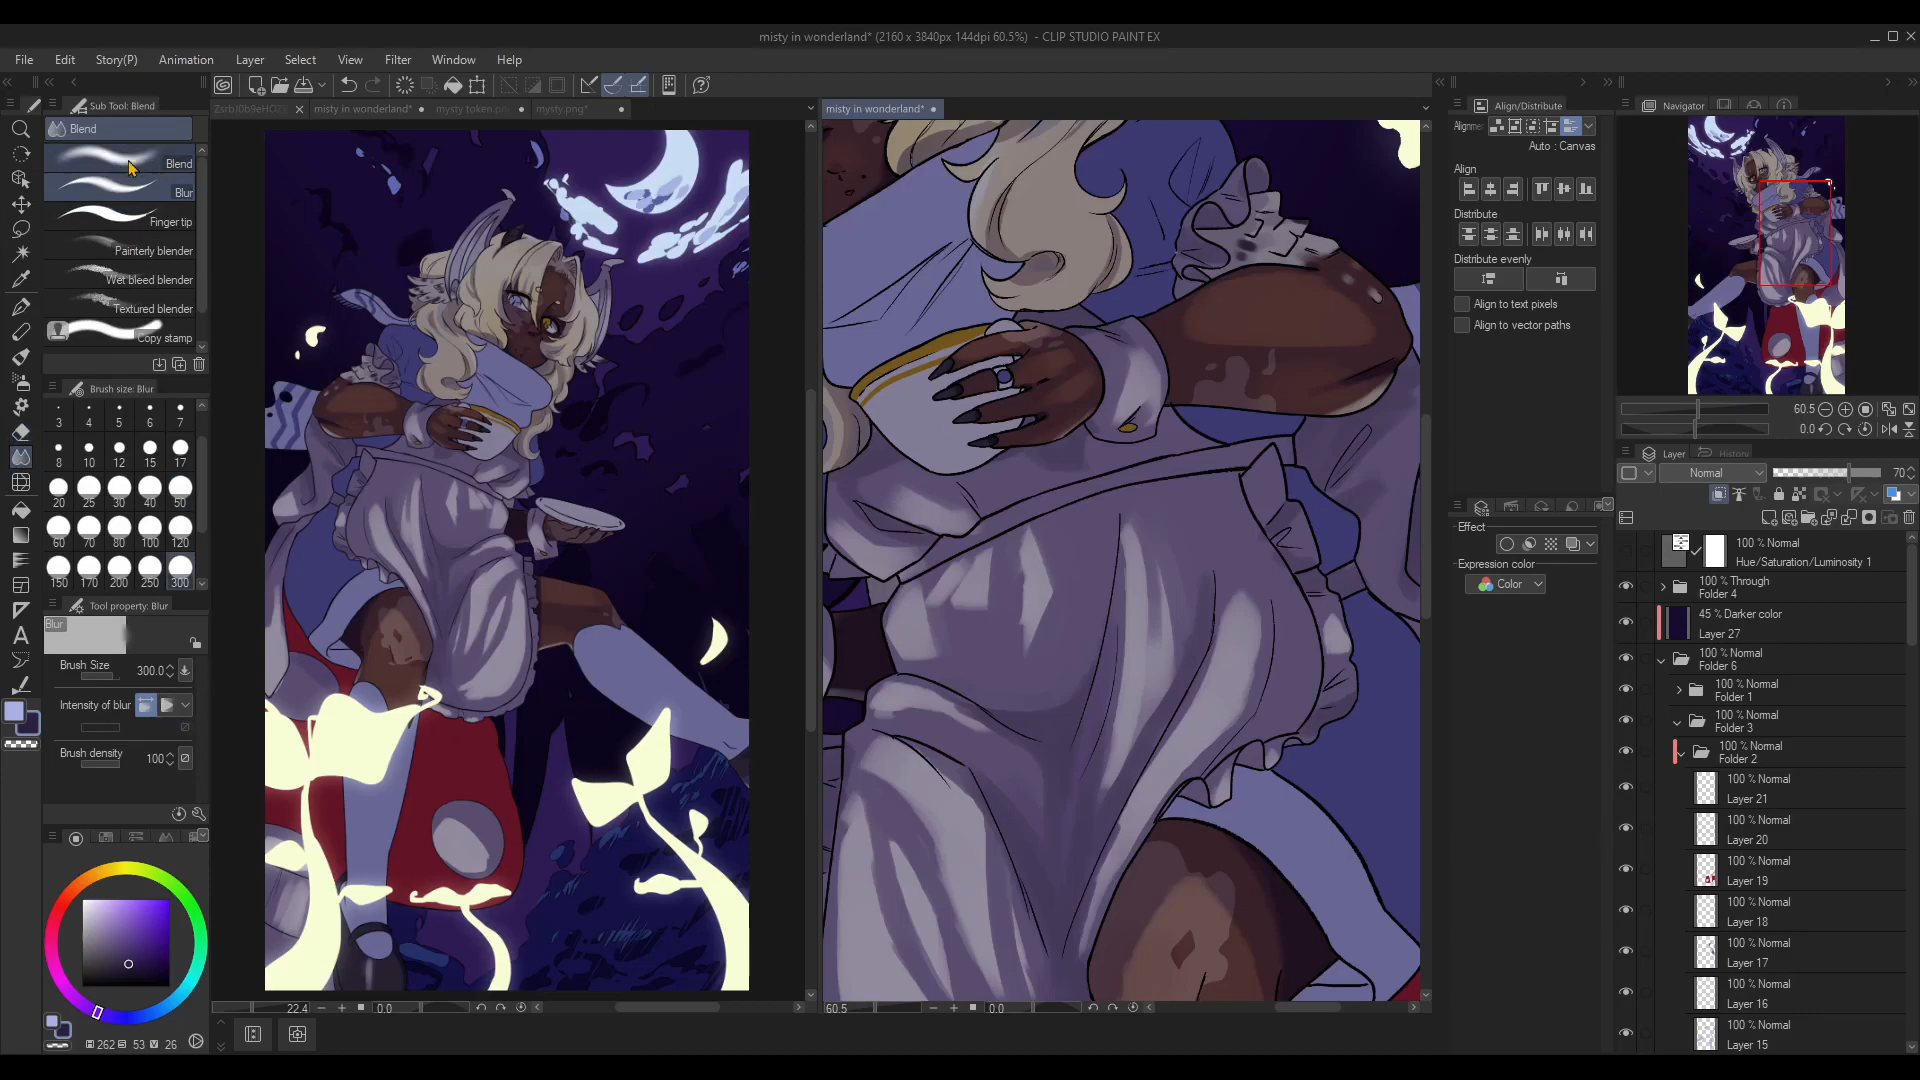 misty in wonderland* (2160 x 3840px 144dpi 60.5%) - CLIP STUDIO PAINT EX
File Edit Story(P) Animation Layer Select View Filter Window Help
Sub Tool: Blend
misty in wonderland*
mysty token.pn
mysty.png*
misty in wonderland*
Blend
Blend
Blur
Finger tip
Painterly blender
Wet bleed blender
Textured blender
Copy stamp
Brush size: Blur
3 4 5 6 7
8 10 12 15 17
20 25 30 40 50
60 70 80 100 120
150 170 200 250 300
Tool property: Blur
Blur
Brush Size 300.0
Intensity of blur
Brush density 100
262 53 26
22.4 0.0
60.5 0.0
Align/Distribute
Auto : Canvas
Align
Distribute
Distribute evenly
Align to text pixels
Align to vector paths
Effect
Expression color
Color
Navigator
60.5
0.0
Layer History
Normal 70
100 % Normal
Hue/Saturation/Luminosity 1
100 % Through
Folder 4
45 % Darker color
Layer 27
100 % Normal
Folder 6
100 % Normal
Folder 1
100 % Normal
Folder 3
100 % Normal
Folder 2
100 % Normal
Layer 21
100 % Normal
Layer 20
100 % Normal
Layer 19
100 % Normal
Layer 18
100 % Normal
Layer 17
100 % Normal
Layer 16
100 % Normal
Layer 15